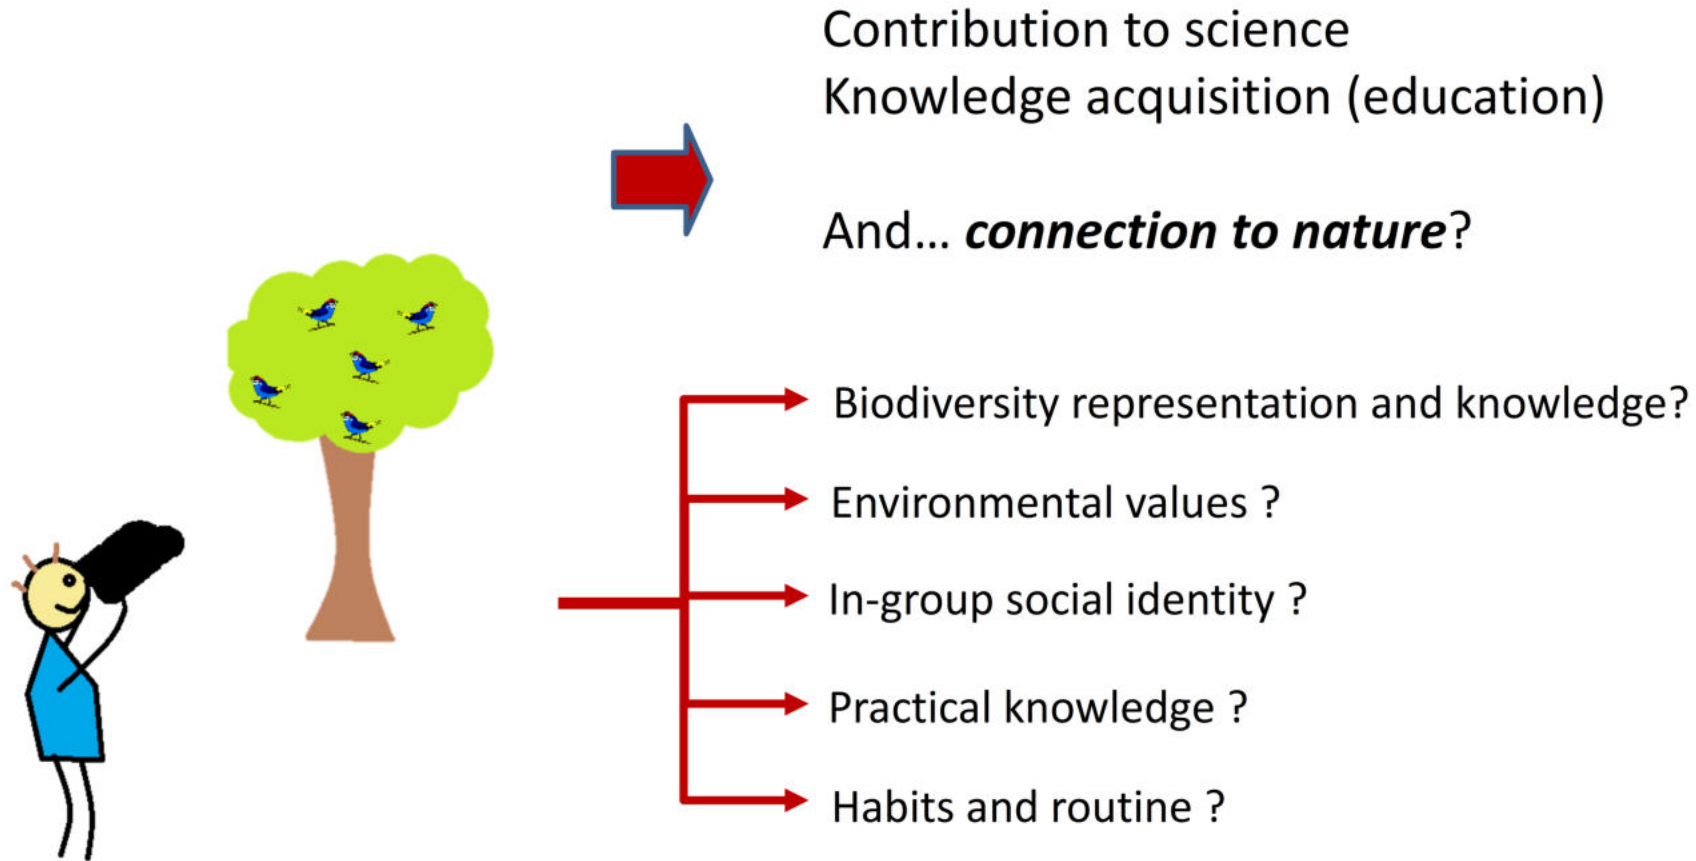 Contribution to science
Knowledge acquisition (education)
And... connection to nature?
Biodiversity representation and knowledge?
Environmental values ?
In-group social identity ?
Practical knowledge ?
Habits and routine ?